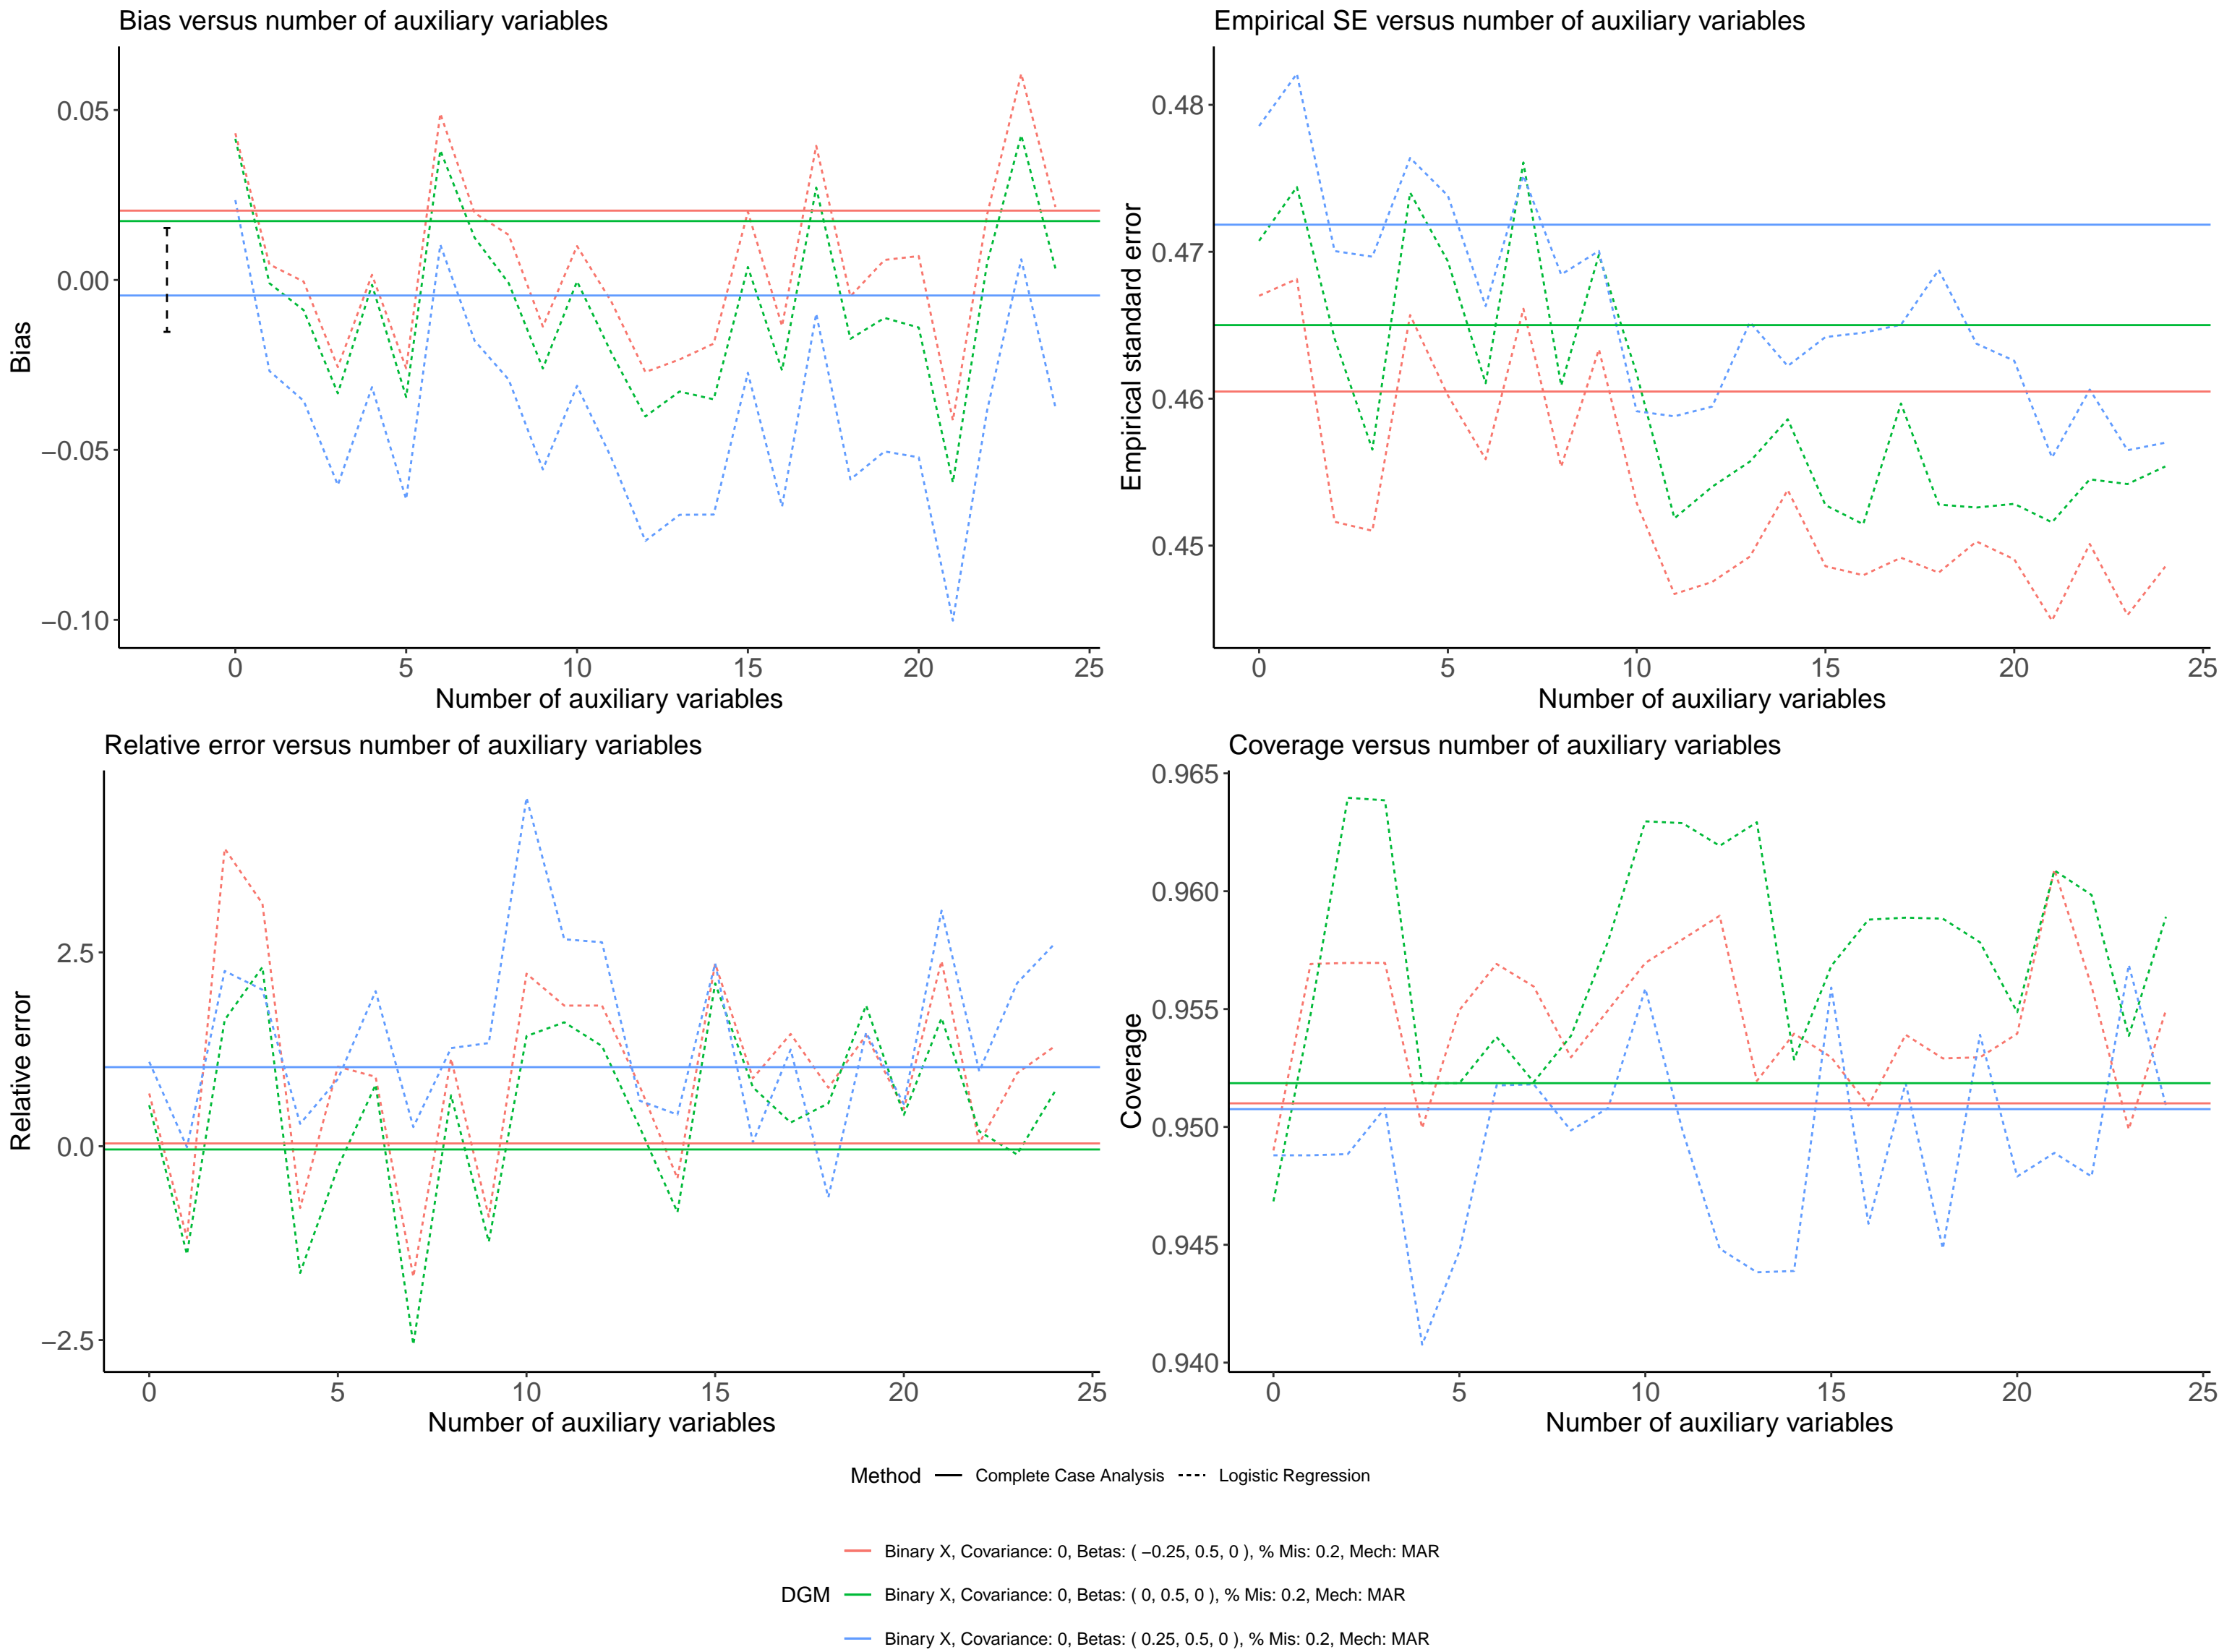 Bias versus number of auxiliary variables
Bias
0.05
0.00
−0.05
−0.10
0 5 10 15 20 25
Number of auxiliary variables
Empirical SE versus number of auxiliary variables
Empirical standard error
0.48
0.47
0.46
0.45
0 5 10 15 20 25
Number of auxiliary variables
Relative error versus number of auxiliary variables
Relative error
2.5
0.0
−2.5
0 5 10 15 20 25
Number of auxiliary variables
Coverage versus number of auxiliary variables
Coverage
0.965
0.960
0.955
0.950
0.945
0.940
0 5 10 15 20 25
Number of auxiliary variables
Method Complete Case Analysis Logistic Regression
DGM
Binary X, Covariance: 0, Betas: ( −0.25, 0.5, 0 ), % Mis: 0.2, Mech: MAR
Binary X, Covariance: 0, Betas: ( 0, 0.5, 0 ), % Mis: 0.2, Mech: MAR
Binary X, Covariance: 0, Betas: ( 0.25, 0.5, 0 ), % Mis: 0.2, Mech: MAR